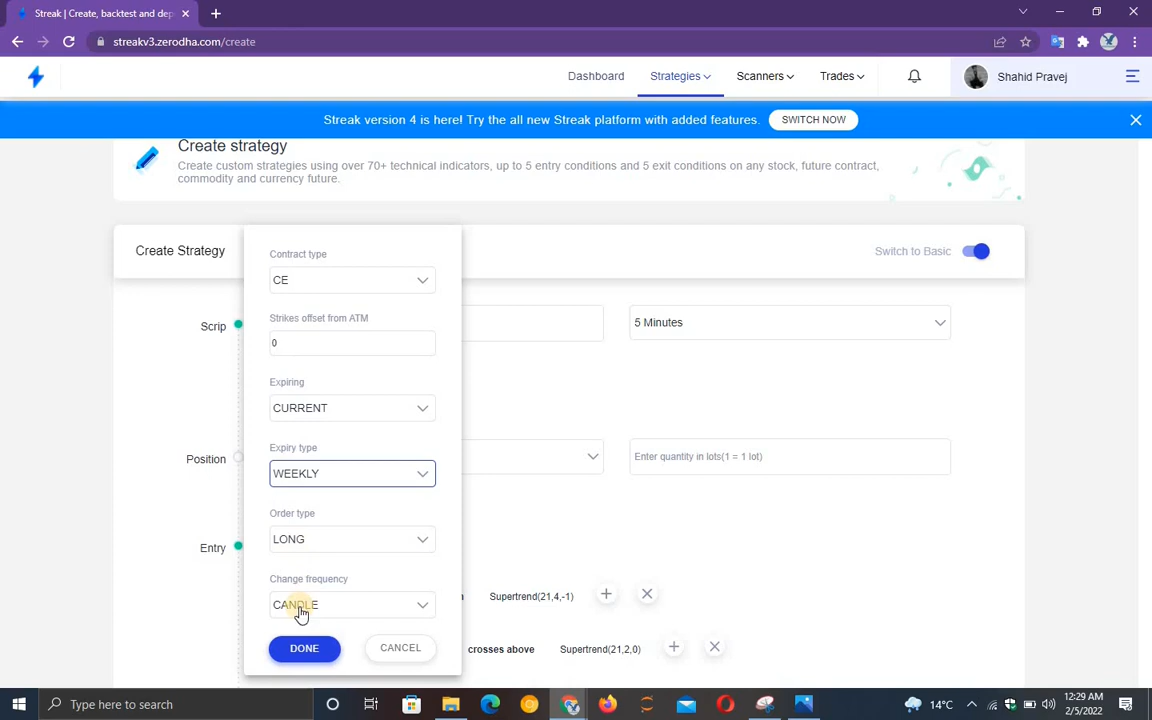 Streak | Create, backtest and dep
streakv3.zerodha.com/create
Dashboard Strategies Scanners Trades Shahid Pravej
Streak version 4 is here! Try the all new Streak platform with added features. SWITCH NOW
Create strategy
Create custom strategies using over 70+ technical indicators, up to 5 entry conditions and 5 exit conditions on any stock, future contract,
commodity and currency future.
Create Strategy
Switch to Basic
Contract type
CE
Strikes offset from ATM
Scrip
5 Minutes
0
Expiring
CURRENT
Expiry type
Position
Enter quantity in lots(1 = 1 lot)
WEEKLY
Order type
LONG
Entry
Change frequency
CANDLE
Supertrend(21,4,-1)
DONE
CANCEL
crosses above Supertrend(21,2,0)
Type here to search
14°C
12:29 AM
2/5/2022